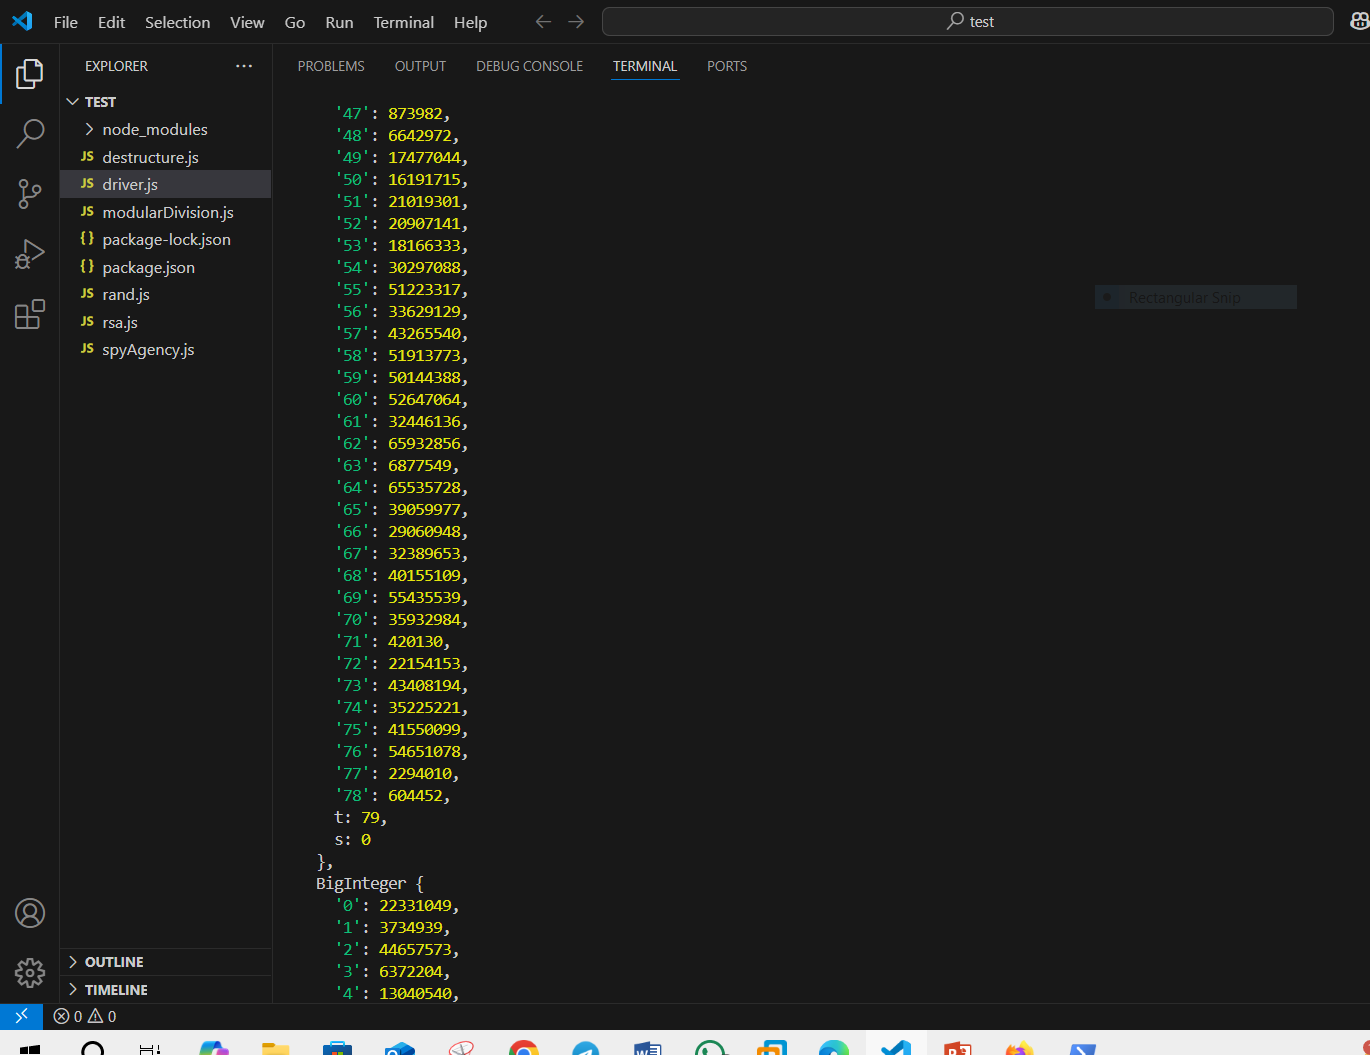 File Edit Selection View Go Run Terminal Help
test
EXPLORER
TEST
node_modules
JS destructure.js
JS driver.js
JS modularDivision.js
{} package-lock.json
{} package.json
JS rand.js
JS rsa.js
JS spyAgency.js
OUTLINE
TIMELINE
PROBLEMS OUTPUT DEBUG CONSOLE TERMINAL PORTS
'47': 873982,
'48': 6642972,
'49': 17477044,
'50': 16191715,
'51': 21019301,
'52': 20907141,
'53': 18166333,
'54': 30297088,
'55': 51223317,
'56': 33629129,
'57': 43265540,
'58': 51913773,
'59': 50144388,
'60': 52647064,
'61': 32446136,
'62': 65932856,
'63': 6877549,
'64': 65535728,
'65': 39059977,
'66': 29060948,
'67': 32389653,
'68': 40155109,
'69': 55435539,
'70': 35932984,
'71': 420130,
'72': 22154153,
'73': 43408194,
'74': 35225221,
'75': 41550099,
'76': 54651078,
'77': 2294010,
'78': 604452,
t: 79,
s: 0
},
BigInteger {
'0': 22331049,
'1': 3734939,
'2': 44657573,
'3': 6372204,
'4': 13040540,
Rectangular Snip
0 0